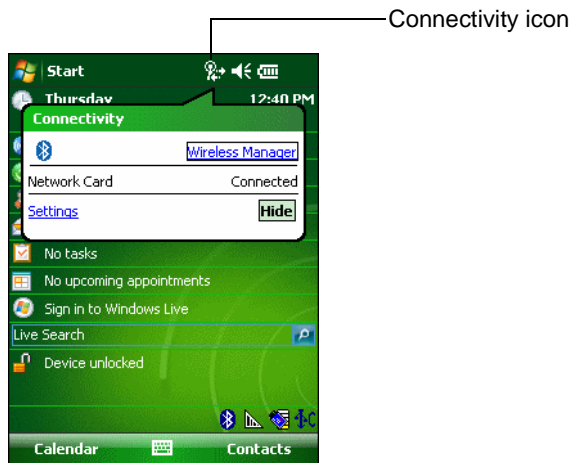 Connectivity icon
Start
Thursday 12:40 PM
Connectivity
Wireless Manager
Network Card Connected
Settings Hide
No tasks
No upcoming appointments
Sign in to Windows Live
Live Search
Device unlocked
Calendar Contacts